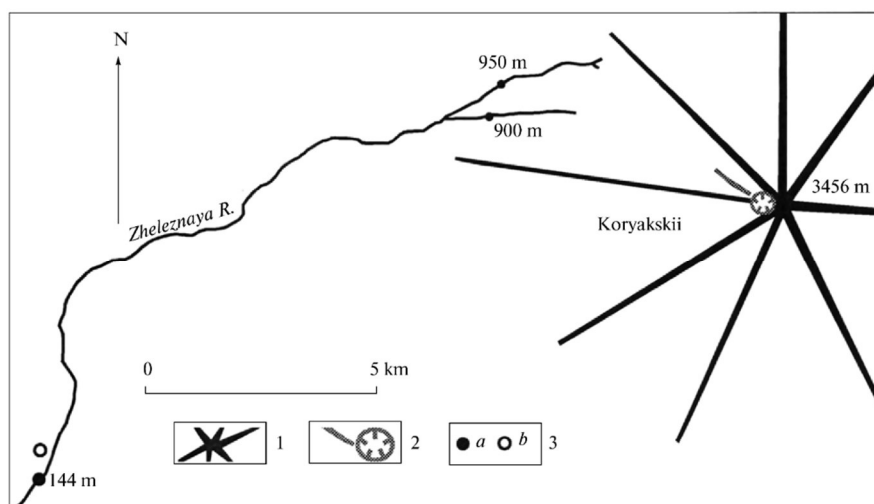 N
950 m
900 m
3456 m
Koryakskii
Zheleznaya R.
0 5 km
1 2 a b 3
144 m